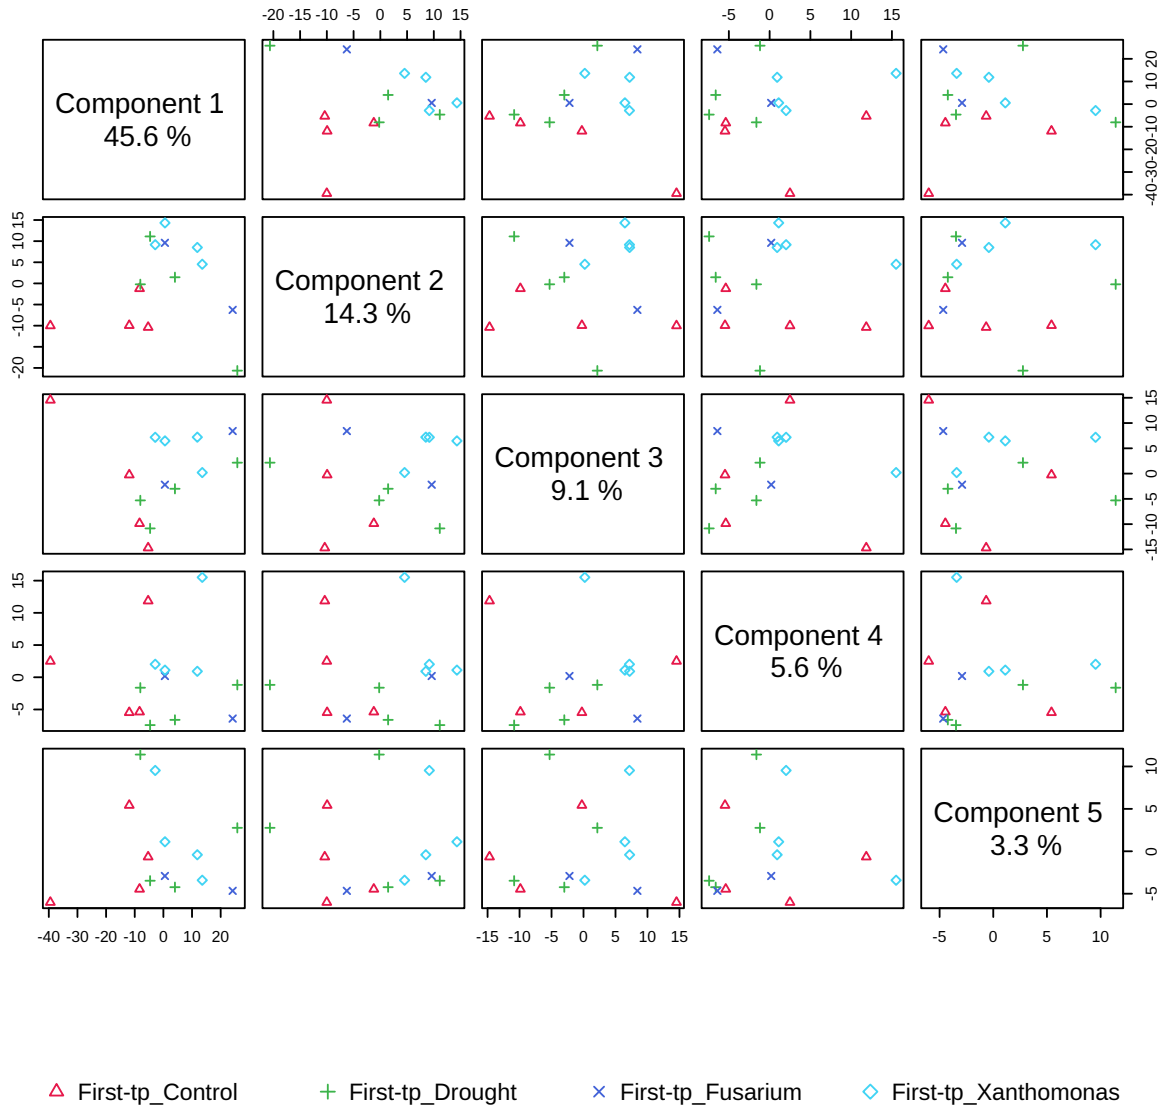 -20 -15 -10 -5 0 5 10 15
-5 0 5 10 15
Component 1
45.6 %
-40 -30 -20 -10 0 10 20
-20 -10 -5 0 5 10 15
Component 2
14.3 %
Component 3
9.1 %
-15 -10 -5 0 5 10 15
-5 0 5 10 15
Component 4
5.6 %
Component 5
3.3 %
-5 0 5 10
-40 -30 -20 -10 0 10 20
-15 -10 -5 0 5 10 15
-5 0 5 10
First-tp_Control First-tp_Drought First-tp_Fusarium First-tp_Xanthomonas